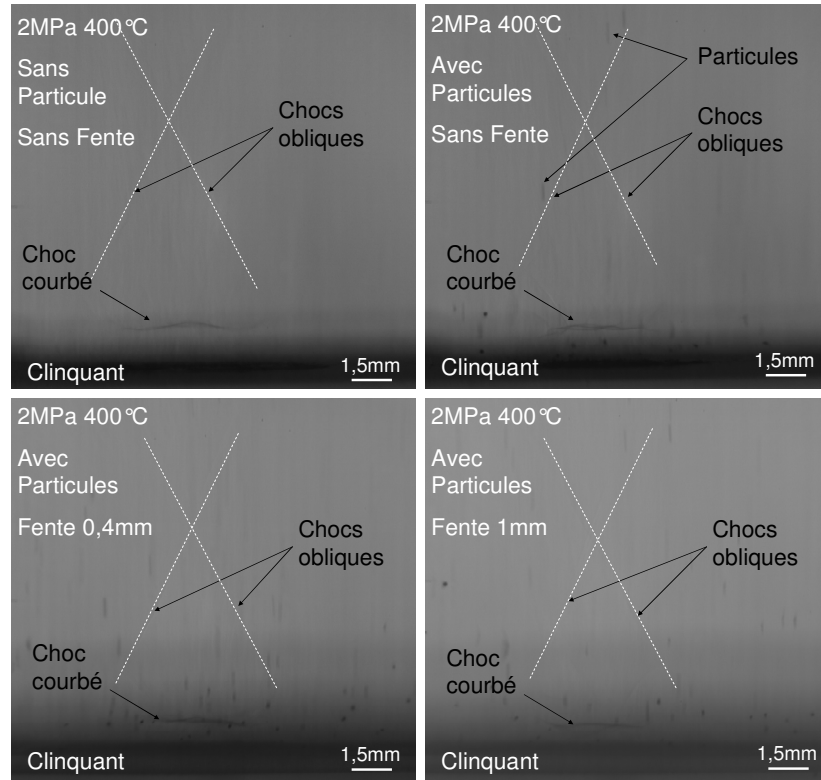 2MPa 400°C
Sans
Particule
Sans Fente
Chocs
obliques
Choc
courbé
Clinquant
1,5mm
2MPa 400°C
Avec
Particules
Sans Fente
Particules
Chocs
obliques
Choc
courbé
Clinquant
1,5mm
2MPa 400°C
Avec
Particules
Fente 0,4mm
Chocs
obliques
Choc
courbé
Clinquant
1,5mm
2MPa 400°C
Avec
Particules
Fente 1mm
Chocs
obliques
Choc
courbé
Clinquant
1,5mm